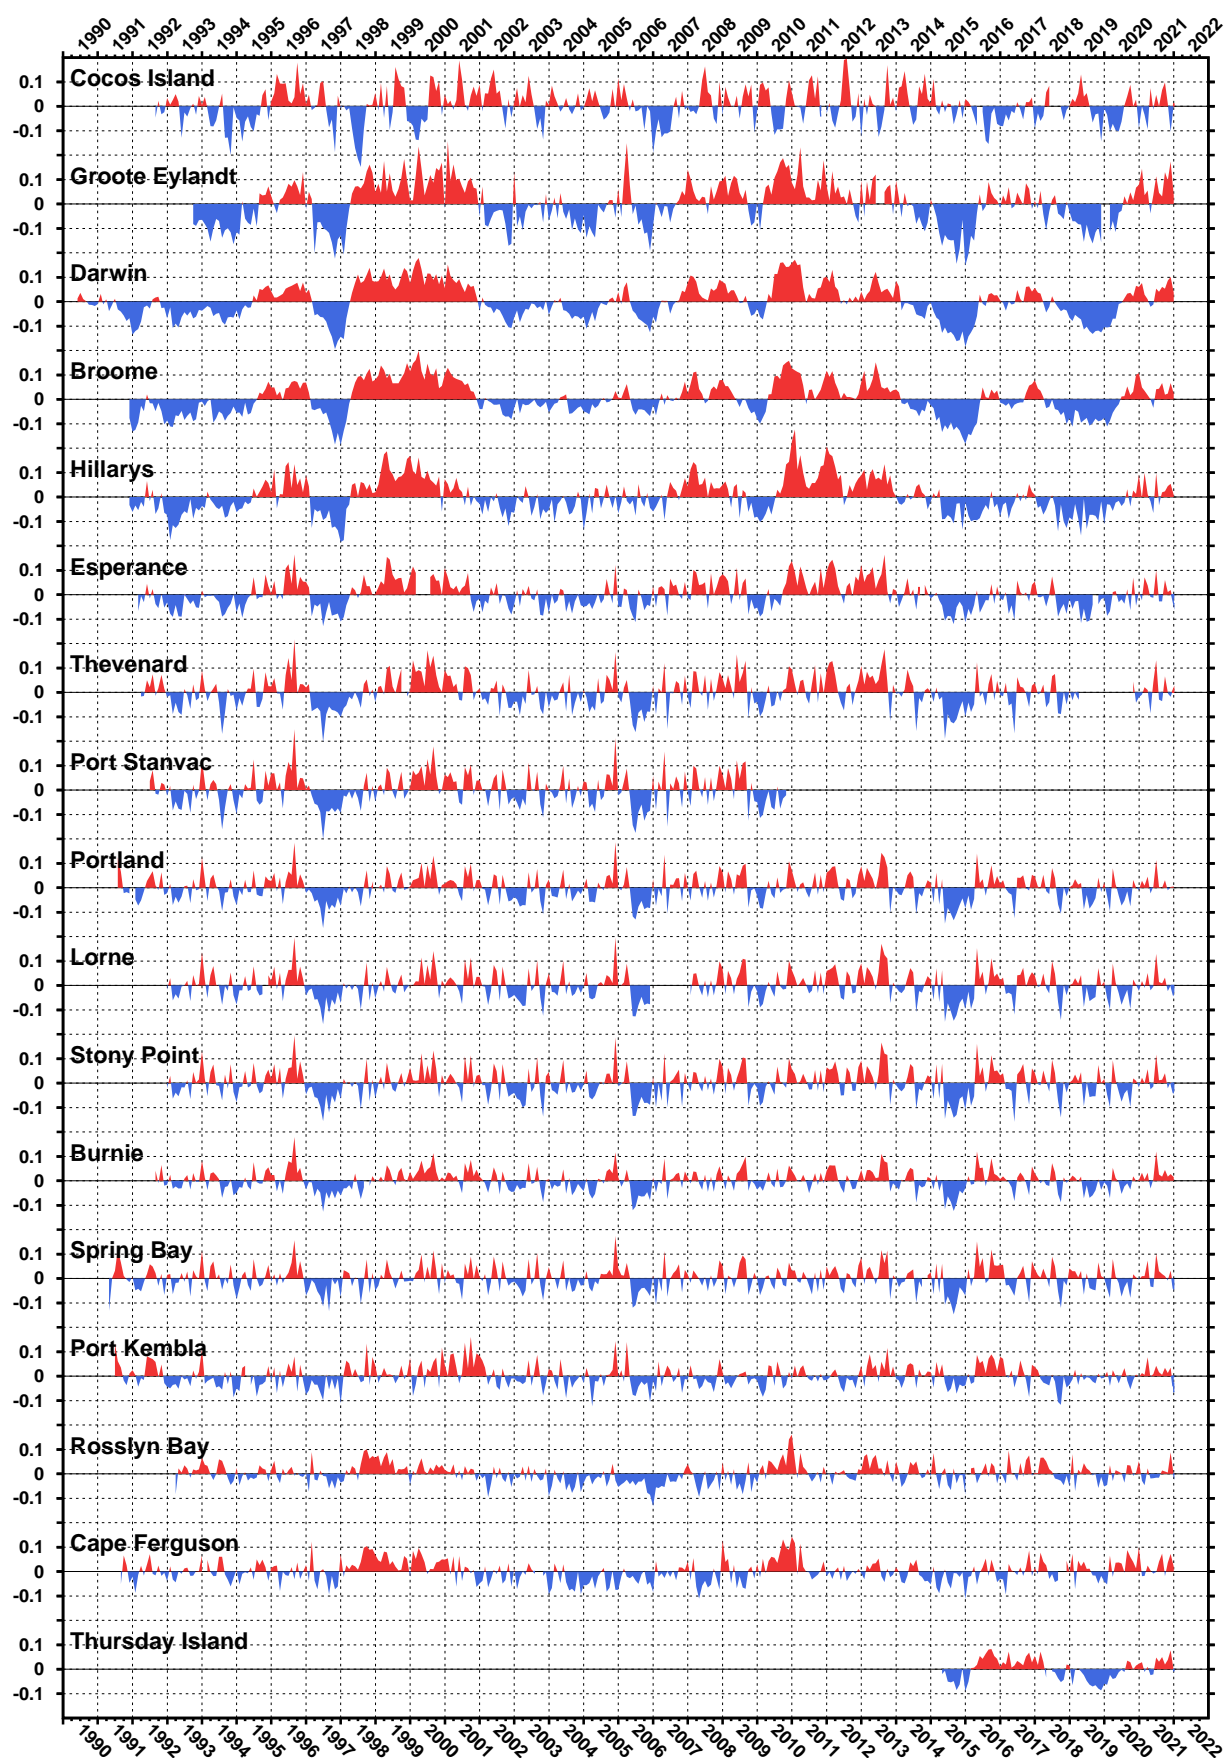 1990 1991 1992 1993 1994 1995 1996 1997 1998 1999 2000 2001 2002 2003 2004 2005 2006 2007 2008 2009 2010 2011 2012 2013 2014 2015 2016 2017 2018 2019 2020 2021 2022
Cocos Island
0.1
0
-0.1
Groote Eylandt
0.1
0
-0.1
Darwin
0.1
0
-0.1
Broome
0.1
0
-0.1
Hillarys
0.1
0
-0.1
Esperance
0.1
0
-0.1
Thevenard
0.1
0
-0.1
Port Stanvac
0.1
0
-0.1
Portland
0.1
0
-0.1
Lorne
0.1
0
-0.1
Stony Point
0.1
0
-0.1
Burnie
0.1
0
-0.1
Spring Bay
0.1
0
-0.1
Port Kembla
0.1
0
-0.1
Rosslyn Bay
0.1
0
-0.1
Cape Ferguson
0.1
0
-0.1
Thursday Island
0.1
0
-0.1
1990 1991 1992 1993 1994 1995 1996 1997 1998 1999 2000 2001 2002 2003 2004 2005 2006 2007 2008 2009 2010 2011 2012 2013 2014 2015 2016 2017 2018 2019 2020 2021 2022